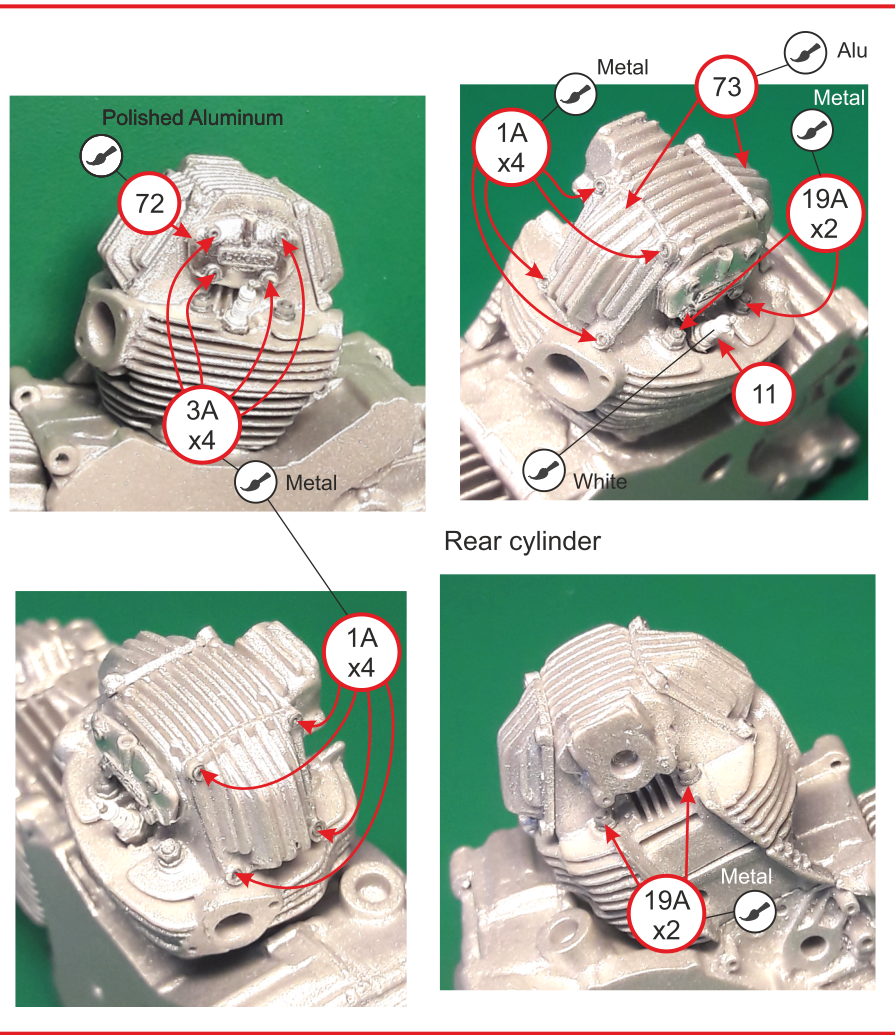 Polished Aluminum
72
3A
x4
Metal
Metal
1A
x4
73
Alu
Metal
19A
x2
11
White
Rear cylinder
1A
x4
19A
x2
Metal